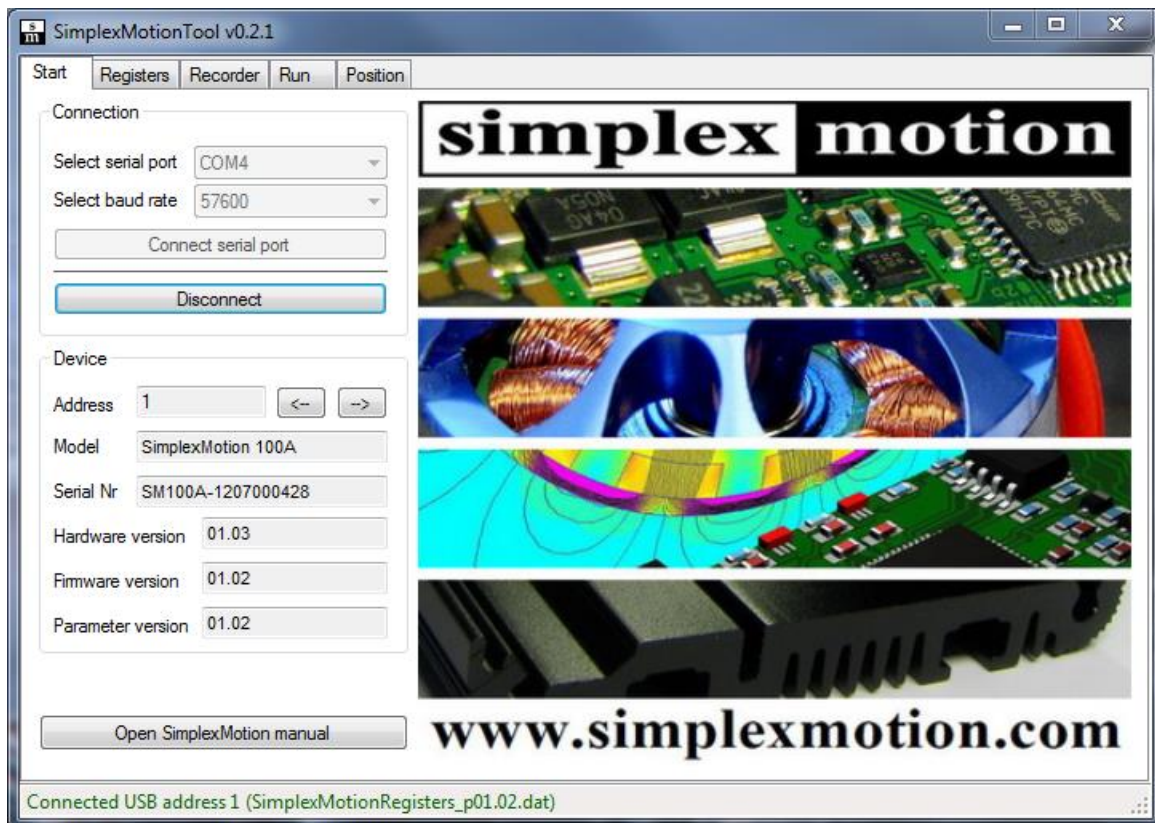 SimplexMotionTool v0.2.1
Start Registers Recorder Run Position
Connection
Select serial port COM4
Select baud rate 57600
Connect serial port
Disconnect
Device
Address 1 <-- -->
Model SimplexMotion 100A
Serial Nr SM100A-1207000428
Hardware version 01.03
Firmware version 01.02
Parameter version 01.02
Open SimplexMotion manual
simplex motion
04AG
N05A
22
www.simplexmotion.com
Connected USB address 1 (SimplexMotionRegisters_p01.02.dat)